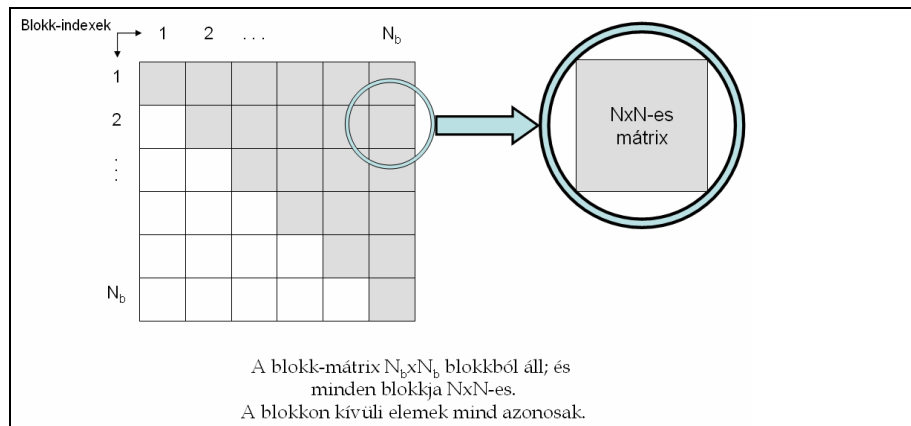 Blokk-indexek
1 2 . . . N_b
1
2
⋮
N_b
NxN-es
mátrix
A blokk-mátrix N_bxN_b blokkból áll; és
minden blokkja NxN-es.
A blokkon kívüli elemek mind azonosak.